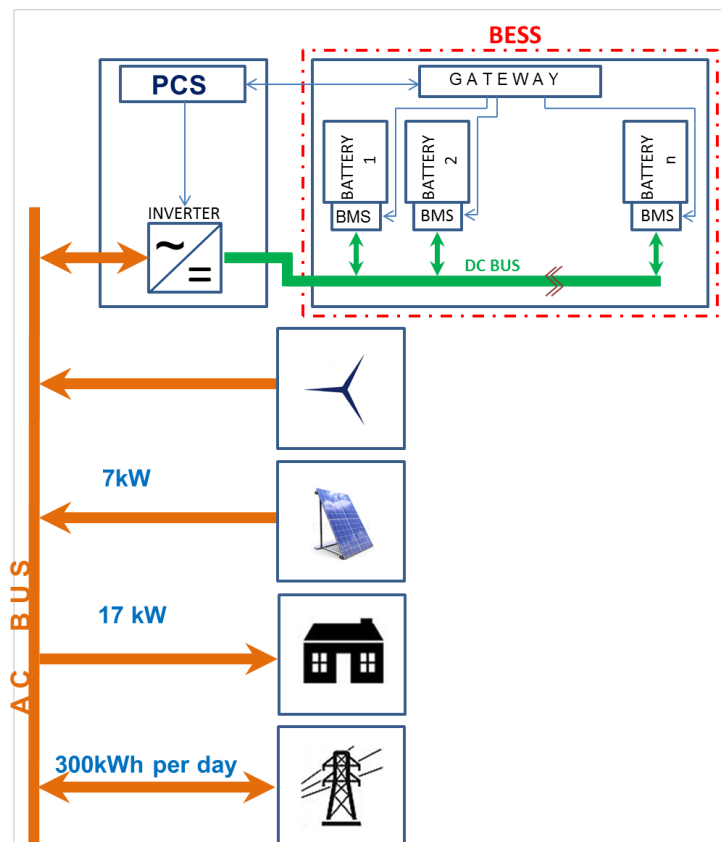 BESS
PCS
GATEWAY
BATTERY 1
BATTERY 2
BATTERY n
BMS
BMS
BMS
INVERTER
~
=
DC BUS
7kW
17 kW
300kWh per day
AC BUS